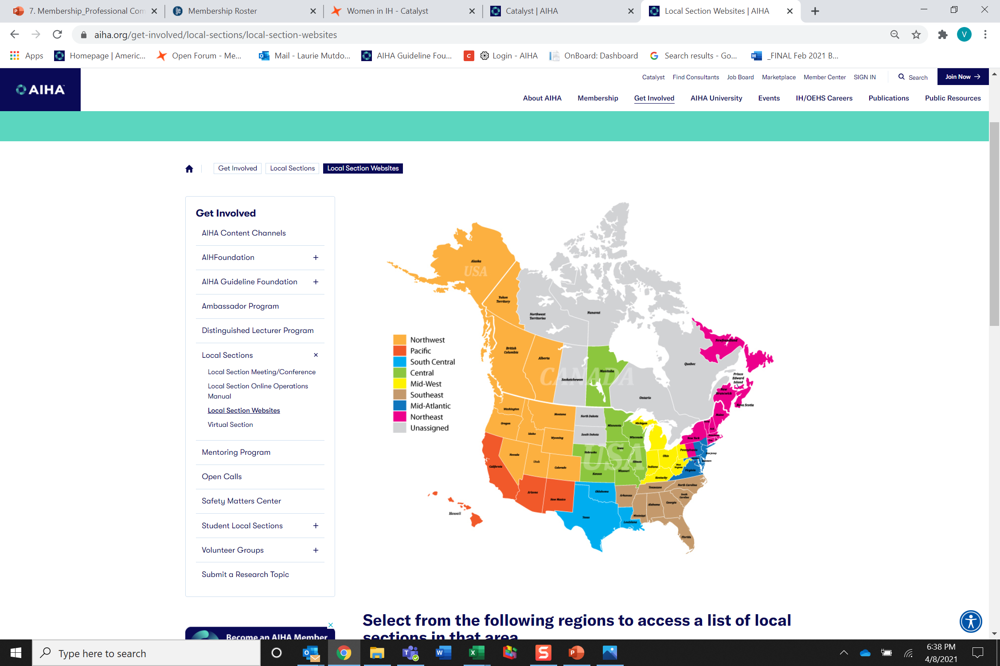 7. Membership_Professional Com
Membership Roster
Women in IH - Catalyst
Catalyst | AIHA
Local Section Websites | AIHA
aiha.org/get-involved/local-sections/local-section-websites
V
Apps
Homepage | Americ...
Open Forum - Me...
Mail - Laurie Mutdo...
AIHA Guideline Fou...
Login - AIHA
OnBoard: Dashboard
Search results - Go...
_FINAL Feb 2021 B...
AIHA
Catalyst Find Consultants Job Board Marketplace Member Center SIGN IN Search Join Now →
About AIHA Membership Get Involved AIHA University Events IH/OEHS Careers Publications Public Resources
Get Involved Local Sections Local Section Websites
Get Involved
AIHA Content Channels
AIHFoundation +
AIHA Guideline Foundation +
Ambassador Program
Distinguished Lecturer Program
Local Sections ×
Local Section Meeting/Conference
Local Section Online Operations
Manual
Local Section Websites
Virtual Section
Mentoring Program
Open Calls
Safety Matters Center
Student Local Sections +
Volunteer Groups +
Submit a Research Topic
Become an AIHA Member
Northwest
Pacific
South Central
Central
Mid-West
Southeast
Mid-Atlantic
Northeast
Unassigned
Alaska
USA
Yukon
Territory
Northwest
Territories
Nunavut
British
Columbia
Alberta
CANADA
Saskatchewan
Manitoba
Ontario
Quebec
Newfoundland
Prince
Edward
Island
New
Brunswick
Nova Scotia
Maine
Washington
Oregon
Idaho
Montana
Wyoming
Nevada
Utah
Colorado
California
Arizona
New Mexico
Hawaii
North Dakota
South Dakota
Nebraska
Kansas
USA
Minnesota
Wisconsin
Iowa
Illinois
Missouri
Michigan
Indiana
Ohio
Kentucky
West
Virginia
Pennsylvania
New York
New Jersey
Delaware
Virginia
Oklahoma
Texas
Louisiana
Arkansas
Tennessee
North Carolina
South
Carolina
Georgia
Alabama
Mississippi
Florida
Select from the following regions to access a list of local
sections in that area
Type here to search
6:38 PM
4/8/2021